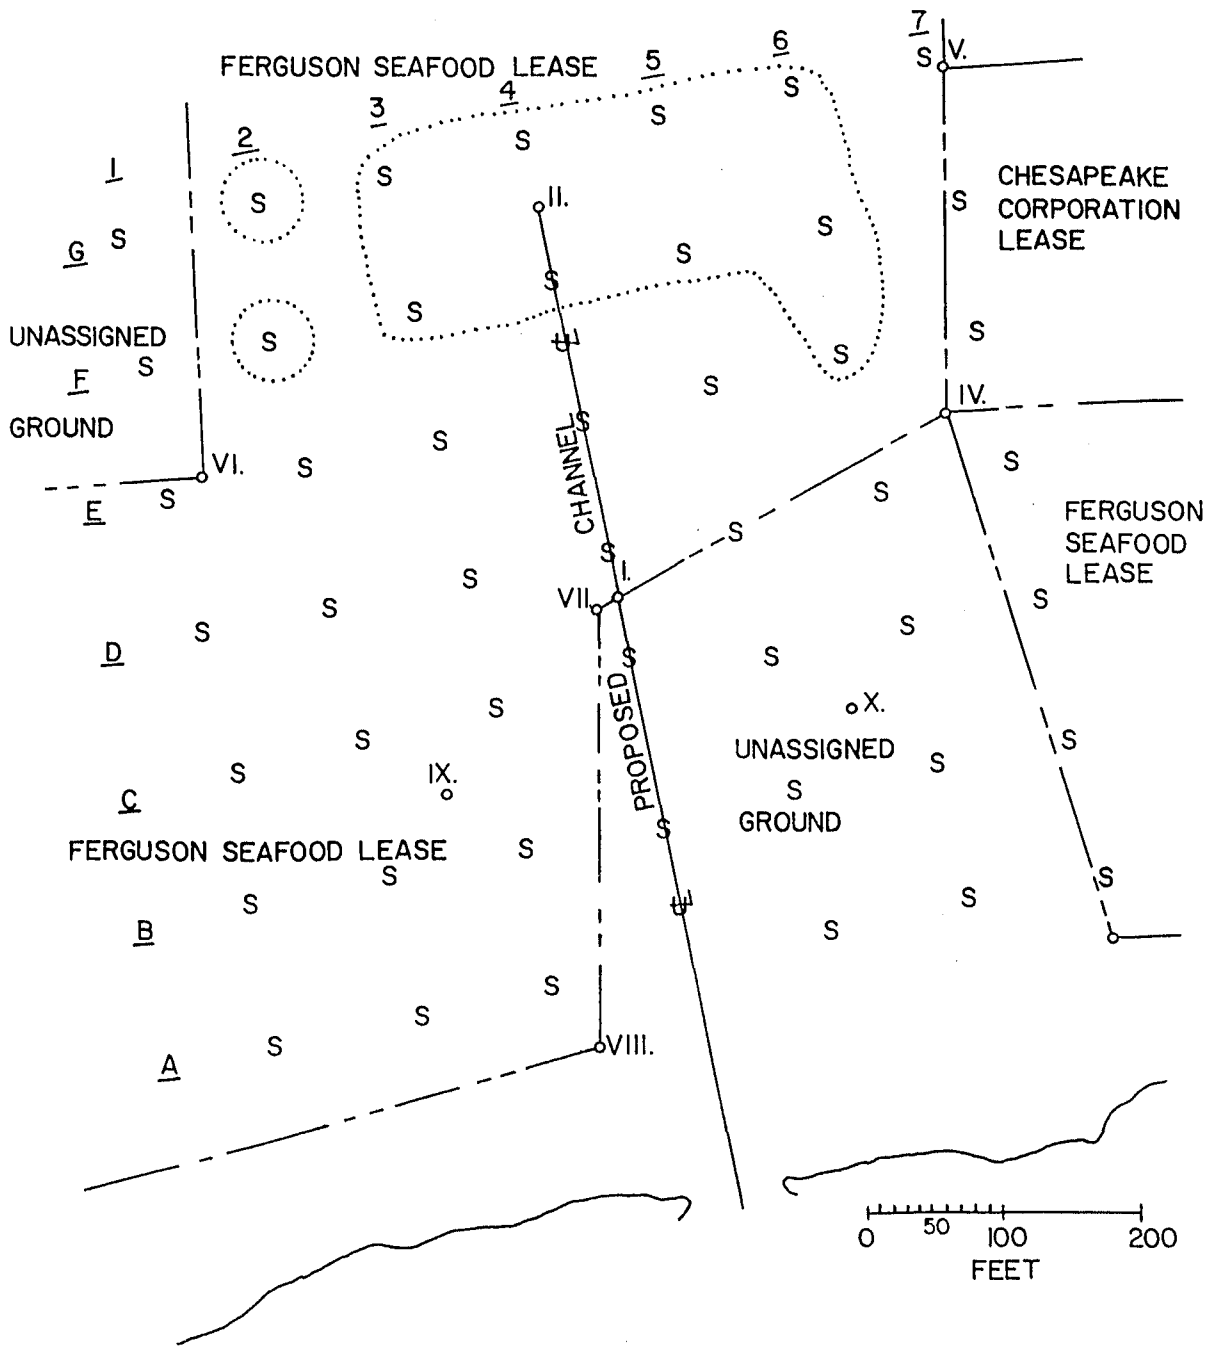 7
S V.
6
5
FERGUSON SEAFOOD LEASE
4
S
3
S
S
2
1
S
CHESAPEAKE
CORPORATION
LEASE
S
S
II.
S
S
S
G
S
S
S
S
UNASSIGNED
S
S
℄
S
S
F
S
IV.
GROUND
S
S
VI.
S
S
S
S
E
CHANNEL
FERGUSON
SEAFOOD
LEASE
S
S
I.
S
VII.
S
S
S
S
D
S
S
S
X.
PROPOSED
S
S
S
UNASSIGNED
S
S
IX.
S
C
GROUND
S
FERGUSON SEAFOOD LEASE
S
S
S
S
S
℄
B
S
S
S
VIII.
S
A
0 50 100 200
FEET